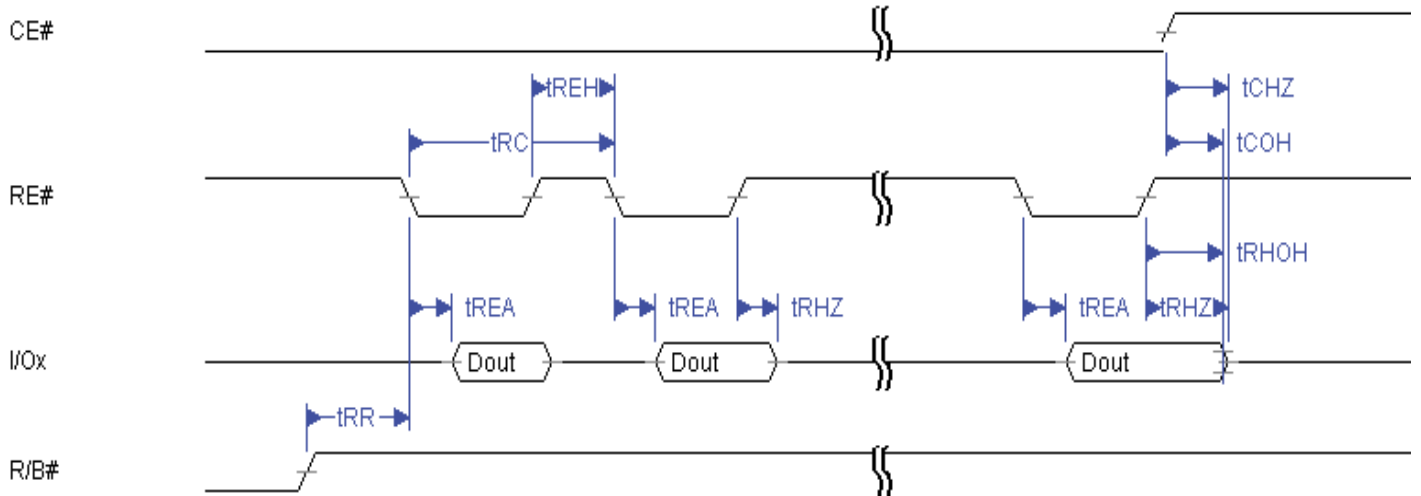 CE#
tREH
tCHZ
tRC
tCOH
RE#
tRHOH
tREA
tREA
tRHZ
tREA
tRHZ
I/Ox
Dout
Dout
Dout
tRR
R/B#